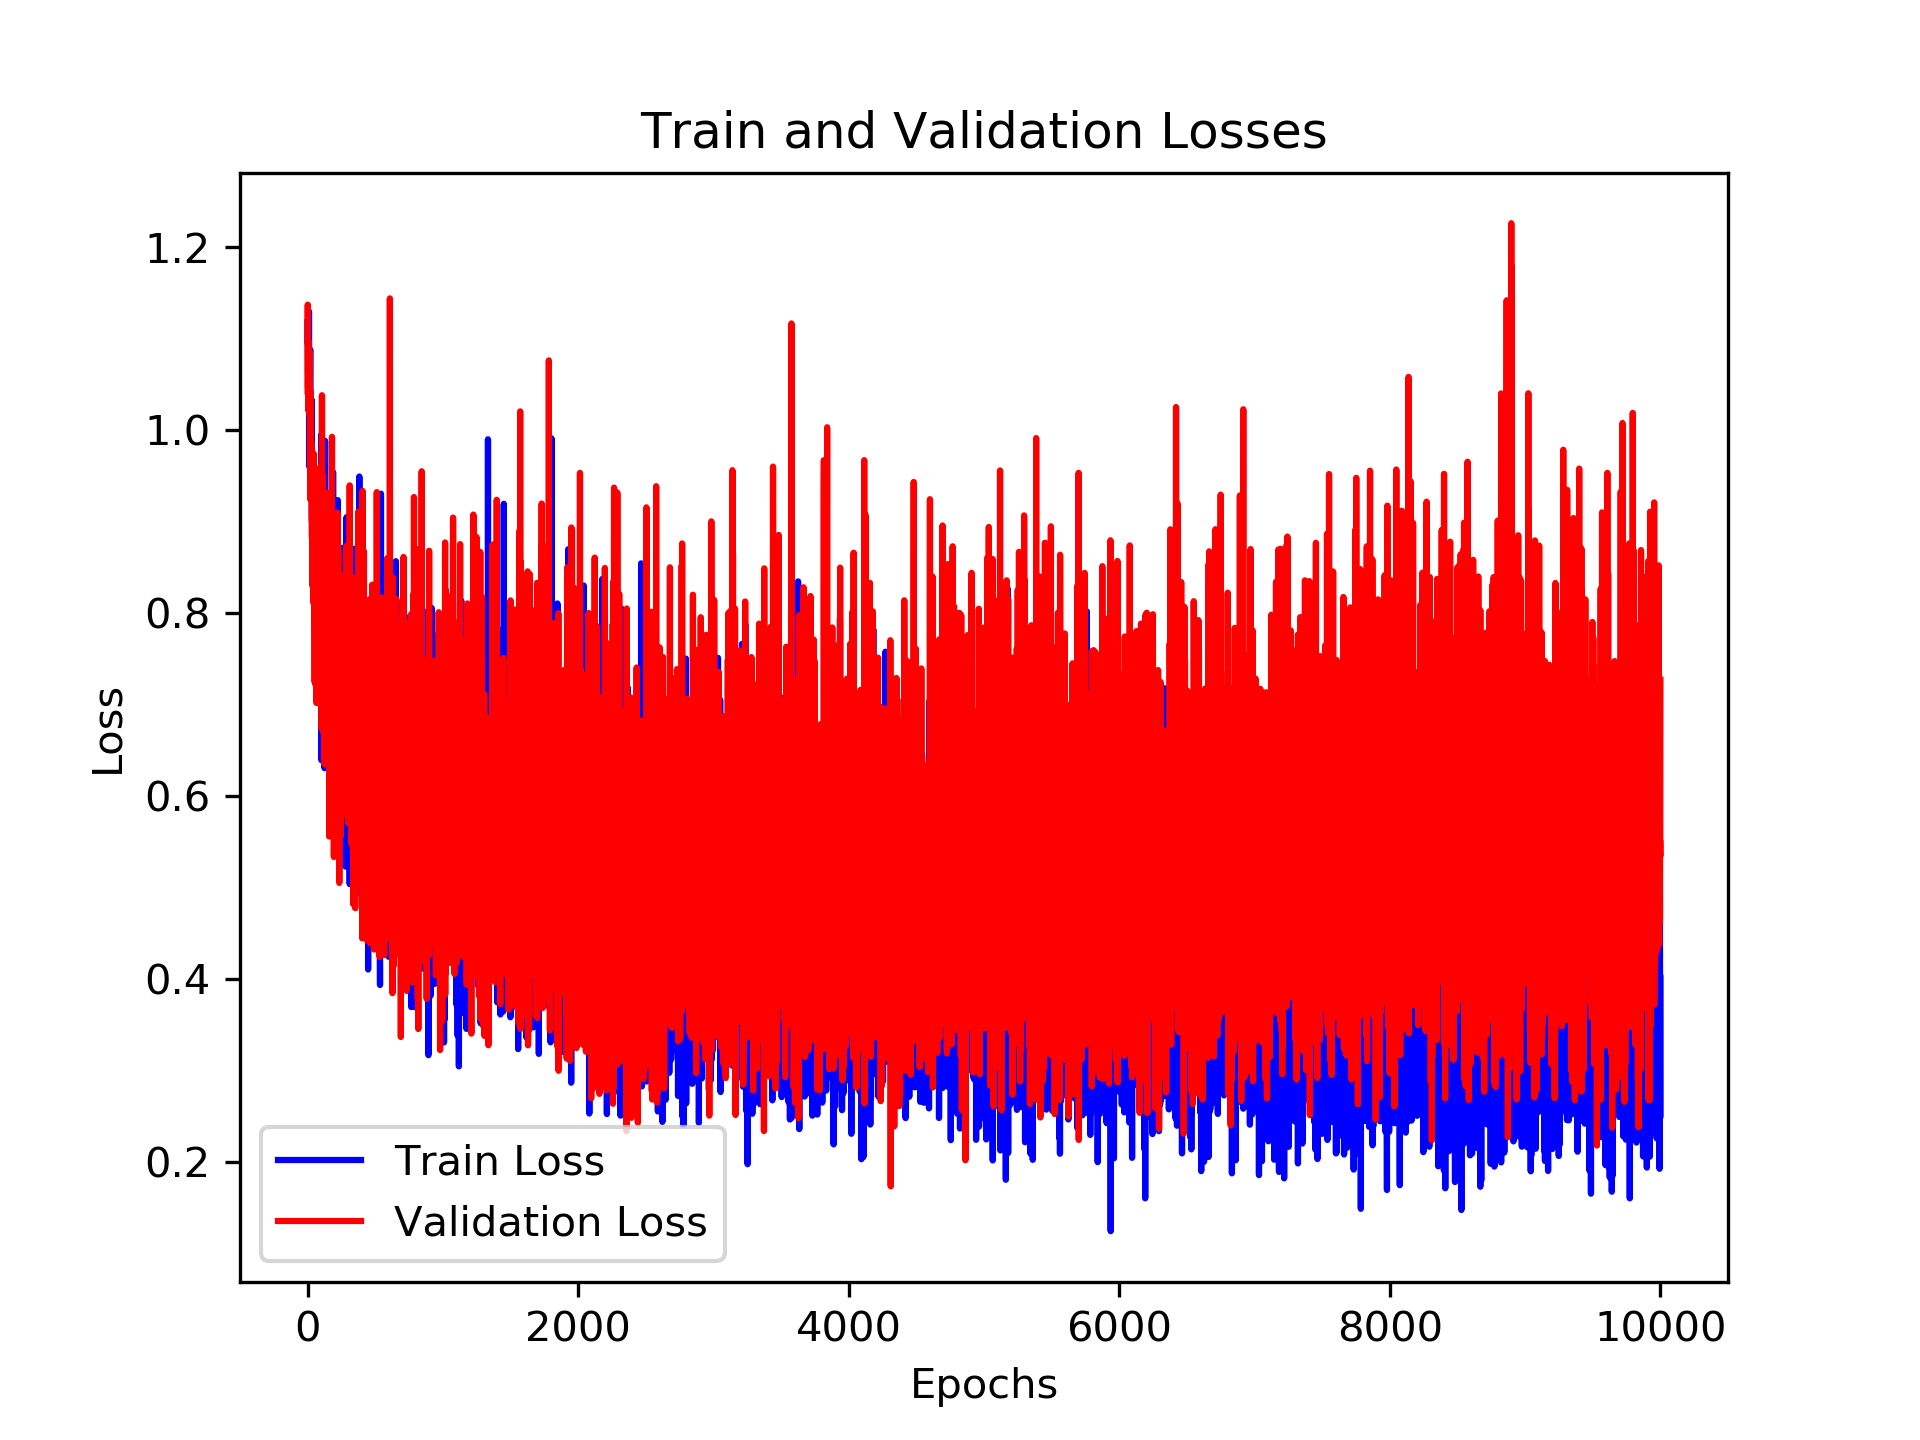 Train and Validation Losses
1.2
1.0
0.8
0.6
0.4
0.2
Loss
Train Loss
Validation Loss
0 2000 4000 6000 8000 10000
Epochs